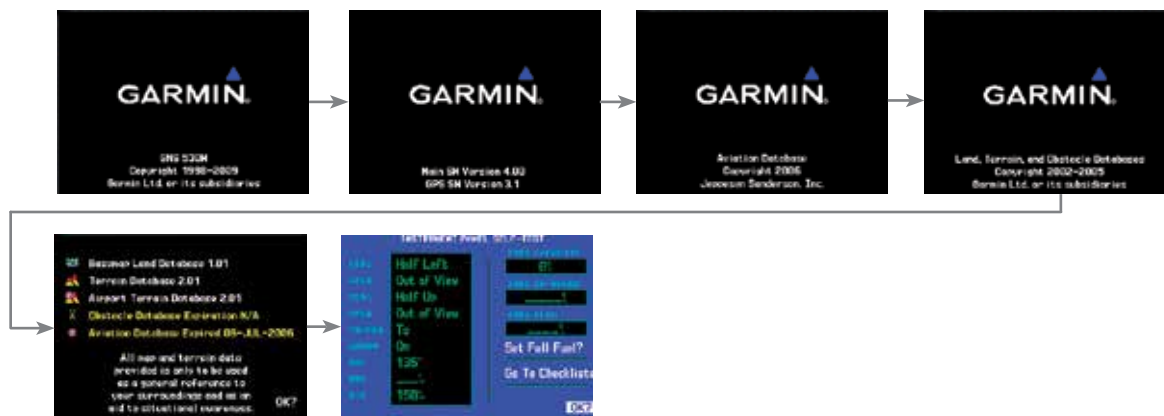 GARMIN
GNS 530W
Copyright 1998-2009
Garmin Ltd. or its subsidiaries
GARMIN
Main SW Version 4.00
GPS SW Version 3.1
GARMIN
Aviation Database
Copyright 2006
Jeppesen Sanderson, Inc.
GARMIN
Land, Terrain, and Obstacle Databases
Copyright 2002-2005
Garmin Ltd. or its subsidiaries
Basemap Land Database 1.01
Terrain Database 2.01
Airport Terrain Database 2.01
Obstacle Database Expiration N/A
Aviation Database Expired 06-JUL-2006
All map and terrain data
provided is only to be used
as a general reference to
your surroundings and as an
aid to situational awareness.
OK?
INSTRUMENT PANEL SELF-TEST
Half Left
Out of View
Half Up
Out of View
To
On
135°
150°
Set Full Fuel?
Go To Checklists
OK?